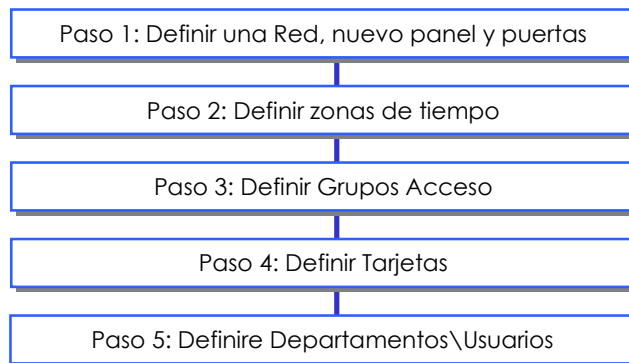 Paso 1: Definir una Red, nuevo panel y puertas
Paso 2: Definir zonas de tiempo
Paso 3: Definir Grupos Acceso
Paso 4: Definir Tarjetas
Paso 5: Definire Departamentos\Usuarios